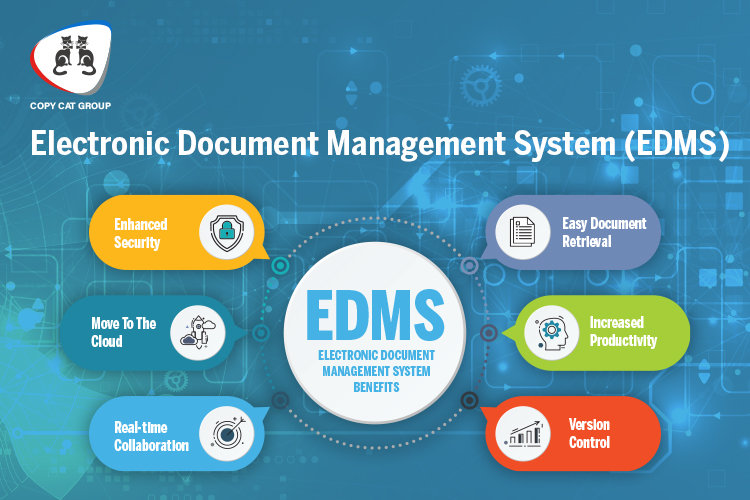 COPY CAT GROUP
Electronic Document Management System (EDMS)
Enhanced
Security
Move To The
Cloud
Real-time
Collaboration
EDMS
ELECTRONIC DOCUMENT
MANAGEMENT SYSTEM
BENEFITS
Easy Document
Retrieval
Increased
Productivity
Version
Control